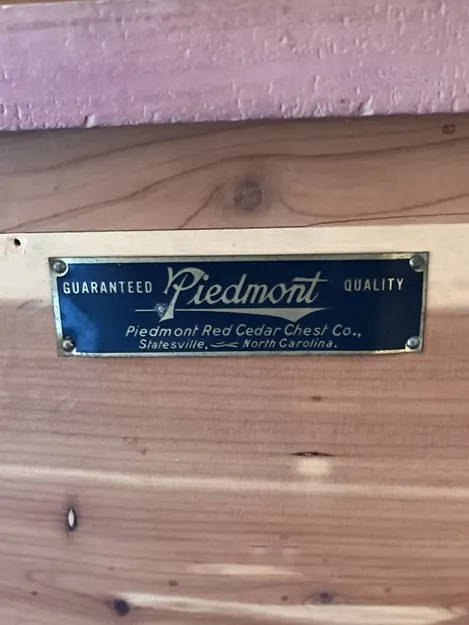 GUARANTEED Piedmont QUALITY
Piedmont Red Cedar Chest Co.,
Statesville, North Carolina.